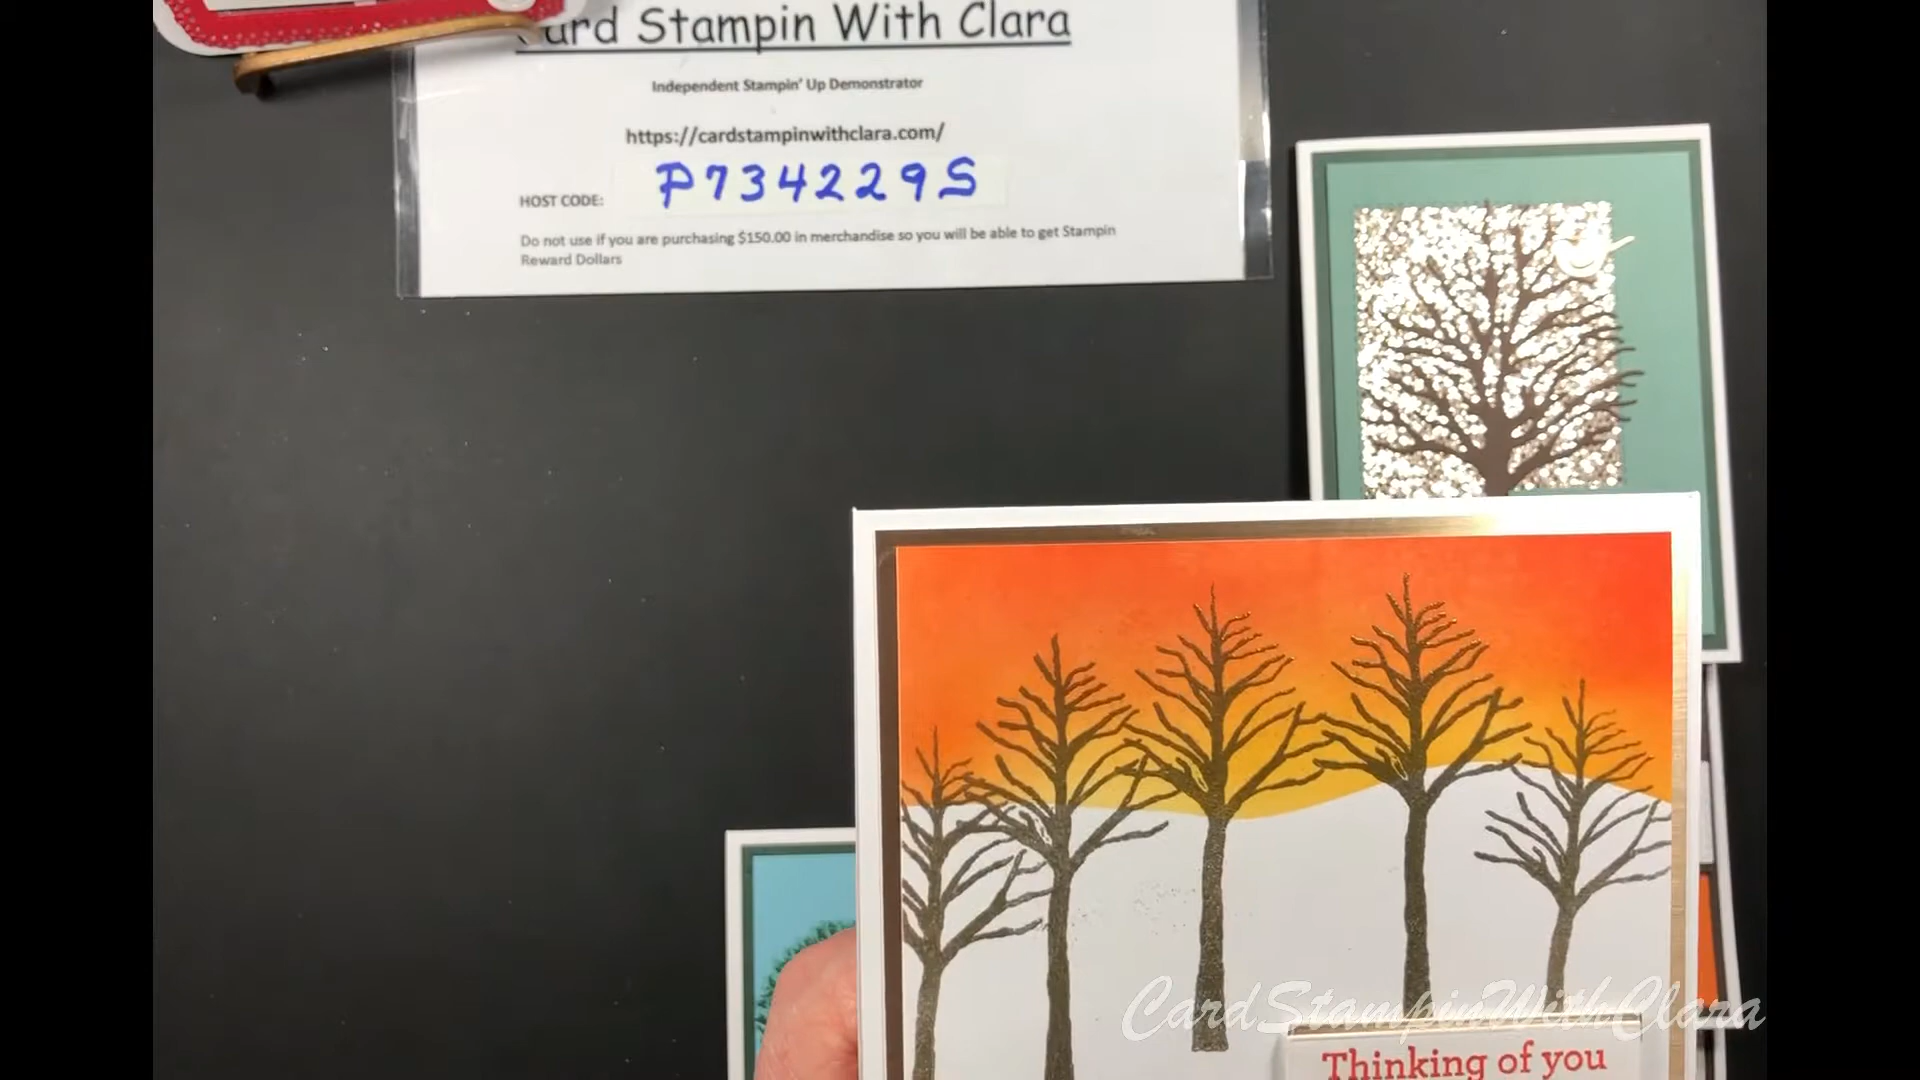 Card Stampin With Clara
Independent Stampin' Up Demonstrator
https://cardstampinwithclara.com/
HOST CODE: P734229S
Do not use if you are purchasing $150.00 in merchandise so you will be able to get Stampin
Reward Dollars
CardStampinWithClara
Thinking of you